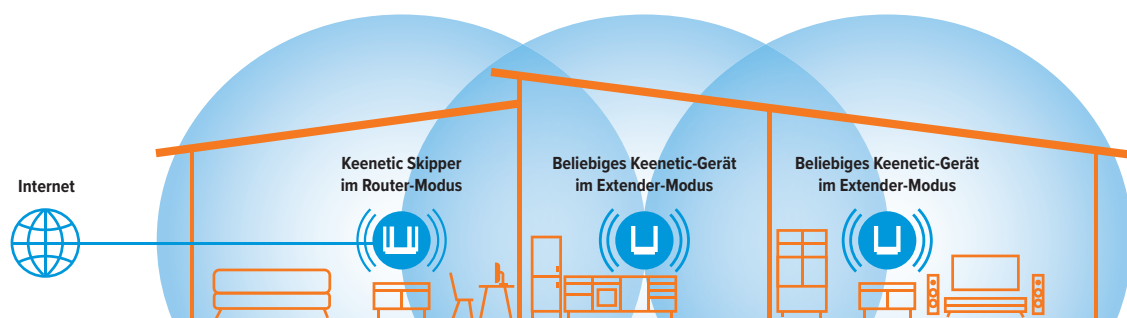 Internet
Keenetic Skipper
im Router-Modus
Beliebiges Keenetic-Gerät
im Extender-Modus
Beliebiges Keenetic-Gerät
im Extender-Modus